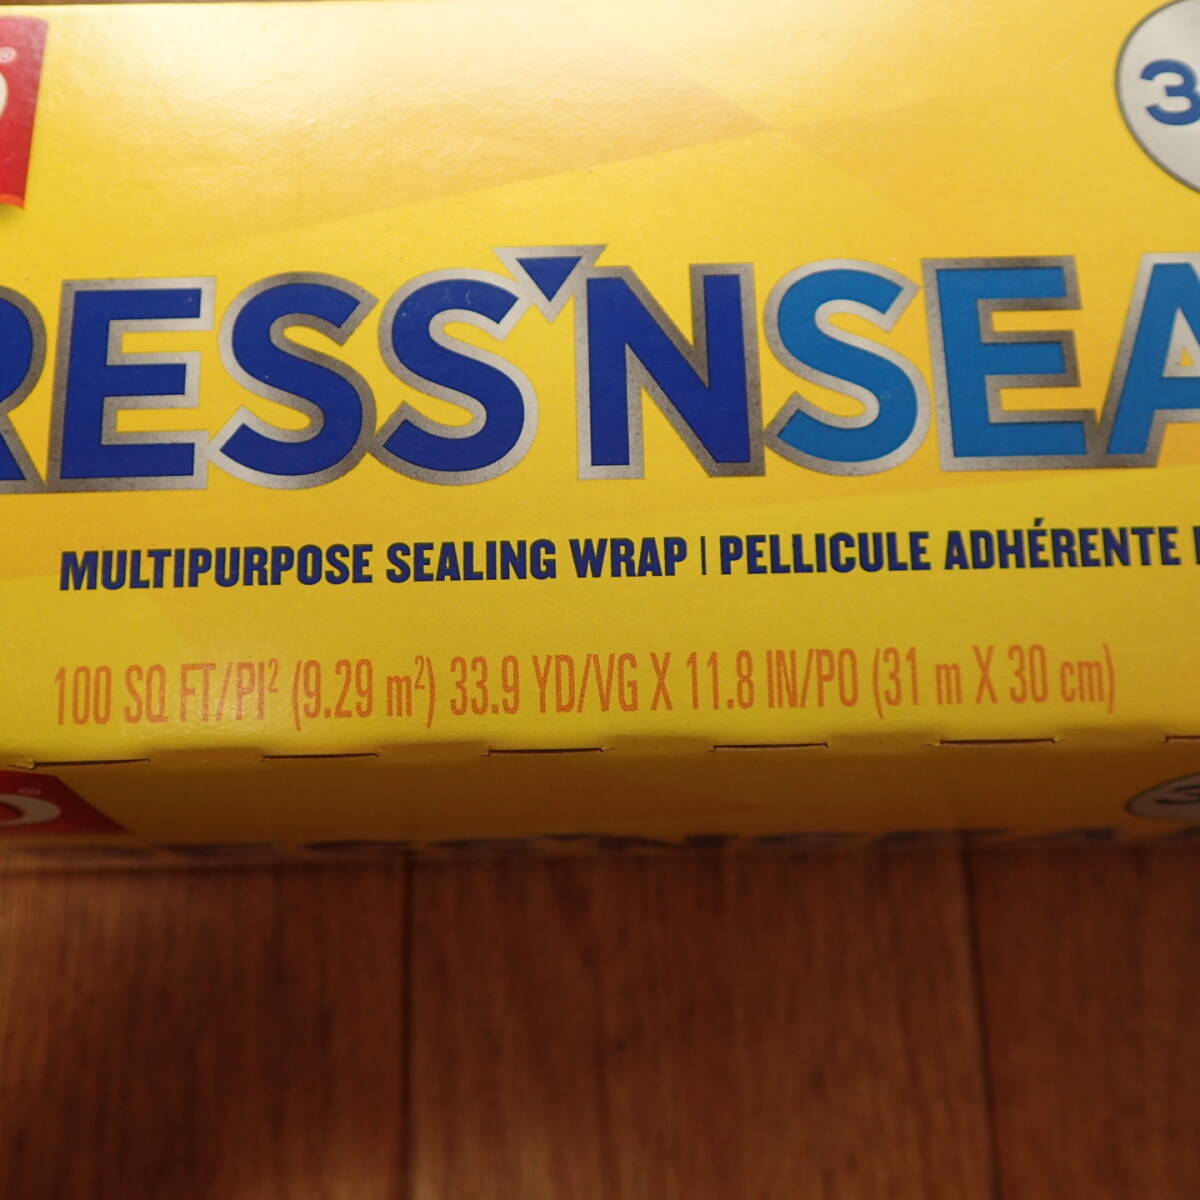 3
RESS'NSEA
MULTIPURPOSE SEALING WRAP | PELLICULE ADHÉRENTE
100 SQ FT/PI² (9.29 m²) 33.9 YD/VG X 11.8 IN/PO (31 m X 30 cm)